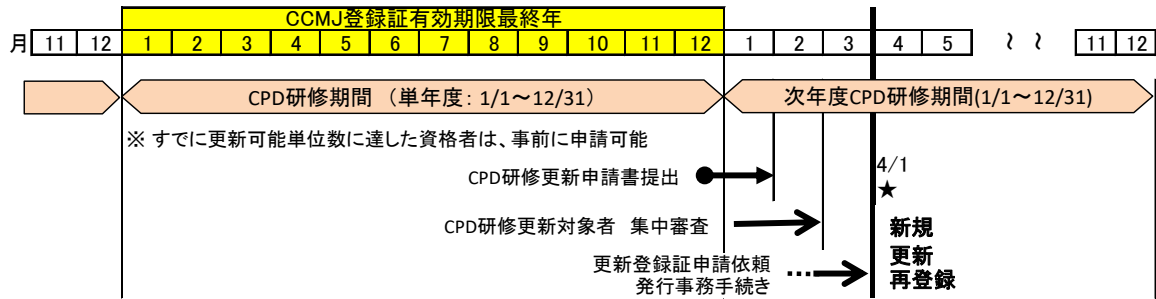 CCMJ登録証有効期限最終年
月 11 12 1 2 3 4 5 6 7 8 9 10 11 12 1 2 3 4 5 ～ ～ 11 12
CPD研修期間 （単年度：1/1～12/31） 次年度CPD研修期間(1/1～12/31)
※ すでに更新可能単位数に達した資格者は、事前に申請可能
CPD研修更新申請書提出
4/1
★
CPD研修更新対象者 集中審査
新規
更新
再登録
更新登録証申請依頼
発行事務手続き